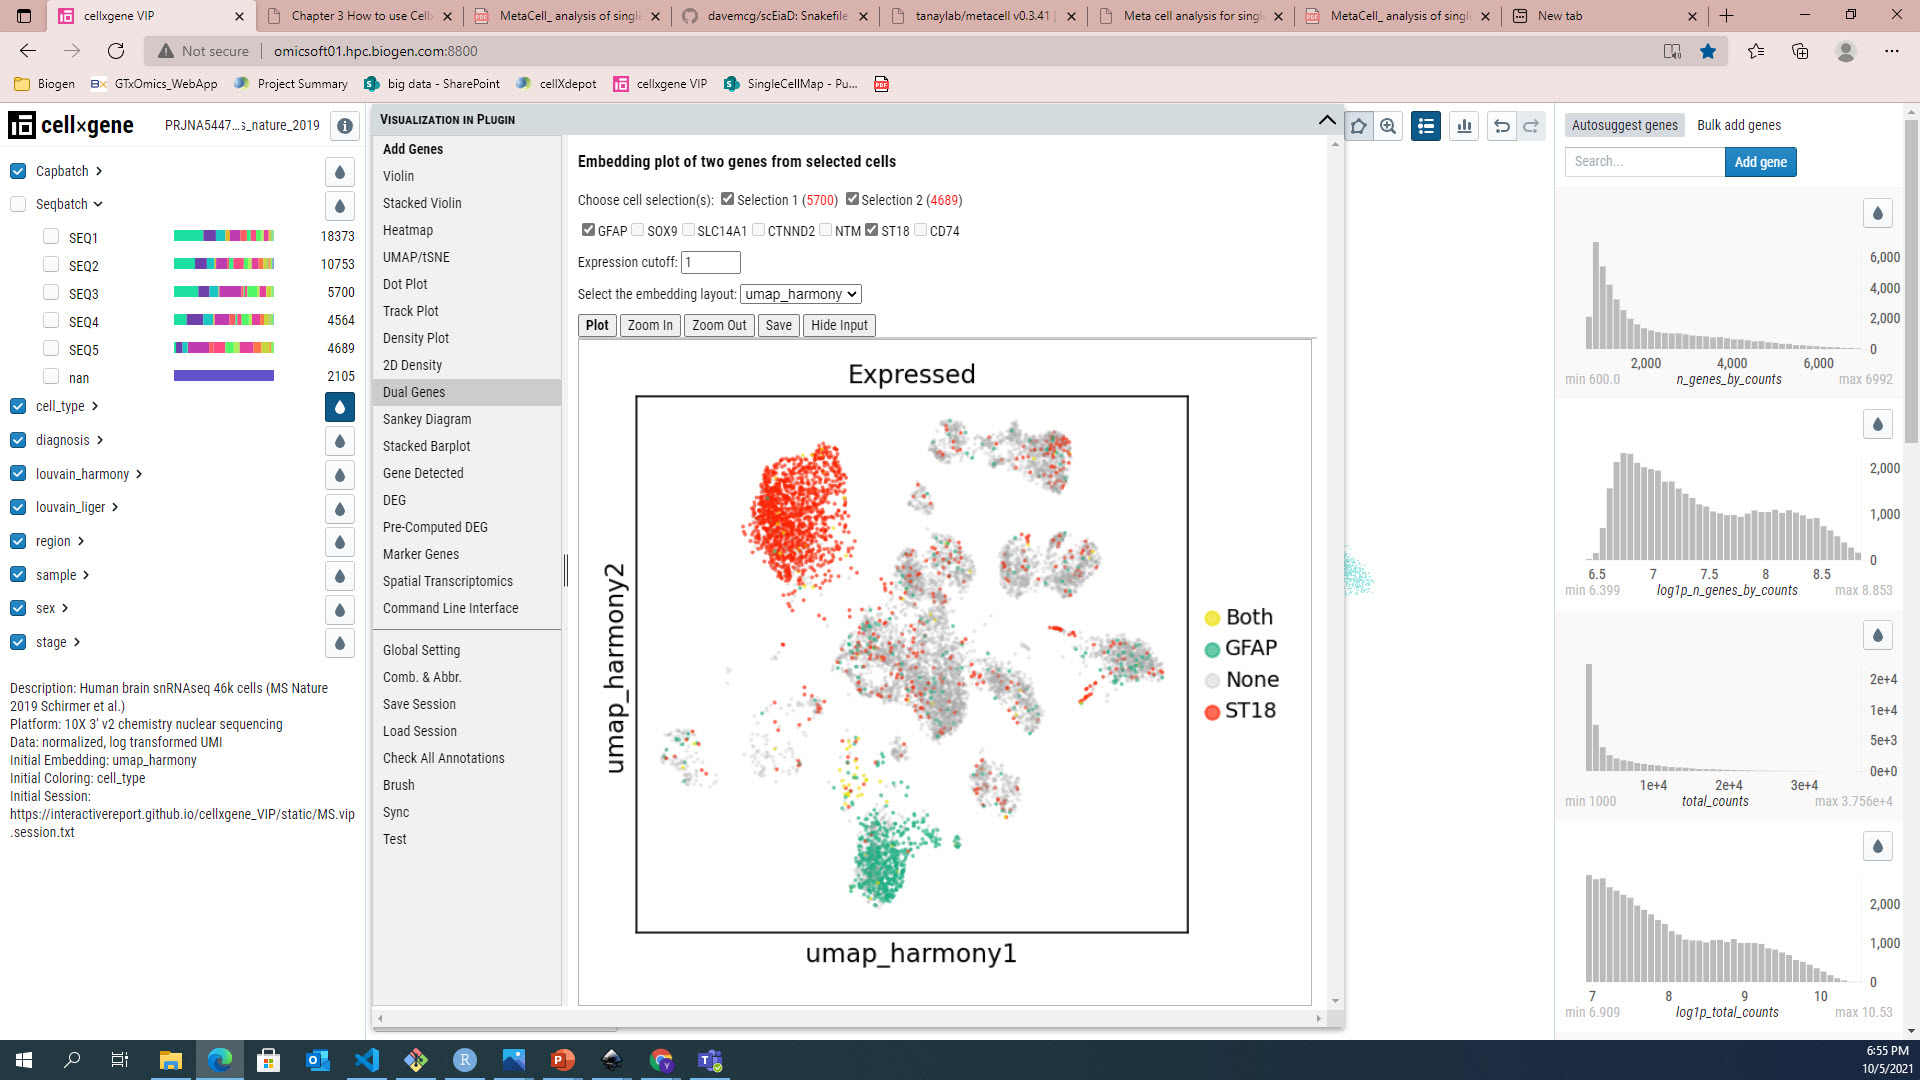 cellxgene VIP
Chapter 3 How to use Cell
MetaCell_ analysis of singl
davemcg/scEiaD: Snakefile
tanaylab/metacell v0.3.41
Meta cell analysis for singl
MetaCell_ analysis of singl
New tab
Not secure
omicsoft01.hpc.biogen.com:8800
Biogen
GTxOmics_WebApp
Project Summary
big data - SharePoint
cellXdepot
cellxgene VIP
SingleCellMap - Pu...
cell×gene
PRJNA5447…s_nature_2019
Capbatch
Seqbatch
SEQ1 18373
SEQ2 10753
SEQ3 5700
SEQ4 4564
SEQ5 4689
nan 2105
cell_type
diagnosis
louvain_harmony
louvain_liger
region
sample
sex
stage
Description: Human brain snRNAseq 46k cells (MS Nature
2019 Schirmer et al.)
Platform: 10X 3' v2 chemistry nuclear sequencing
Data: normalized, log transformed UMI
Initial Embedding: umap_harmony
Initial Coloring: cell_type
Initial Session:
https://interactivereport.github.io/cellxgene_VIP/static/MS.vip
.session.txt
Visualization in Plugin
Add Genes
Violin
Stacked Violin
Heatmap
UMAP/tSNE
Dot Plot
Track Plot
Density Plot
2D Density
Dual Genes
Sankey Diagram
Stacked Barplot
Gene Detected
DEG
Pre-Computed DEG
Marker Genes
Spatial Transcriptomics
Command Line Interface
Global Setting
Comb. & Abbr.
Save Session
Load Session
Check All Annotations
Brush
Sync
Test
Embedding plot of two genes from selected cells
Choose cell selection(s): Selection 1 (5700) Selection 2 (4689)
GFAP SOX9 SLC14A1 CTNND2 NTM ST18 CD74
Expression cutoff: 1
Select the embedding layout: umap_harmony
Plot Zoom In Zoom Out Save Hide Input
Expressed
umap_harmony2
umap_harmony1
Both
GFAP
None
ST18
Autosuggest genes
Bulk add genes
Search...
Add gene
6,000
4,000
2,000
0
2,000 4,000 6,000
min 600.0 n_genes_by_counts max 6992
2,000
1,000
0
6.5 7 7.5 8 8.5
min 6.399 log1p_n_genes_by_counts max 8.853
2e+4
1e+4
5e+3
0e+0
1e+4 2e+4 3e+4
min 1000 total_counts max 3.756e+4
2,000
1,000
0
7 8 9 10
min 6.909 log1p_total_counts max 10.53
6:55 PM
10/5/2021